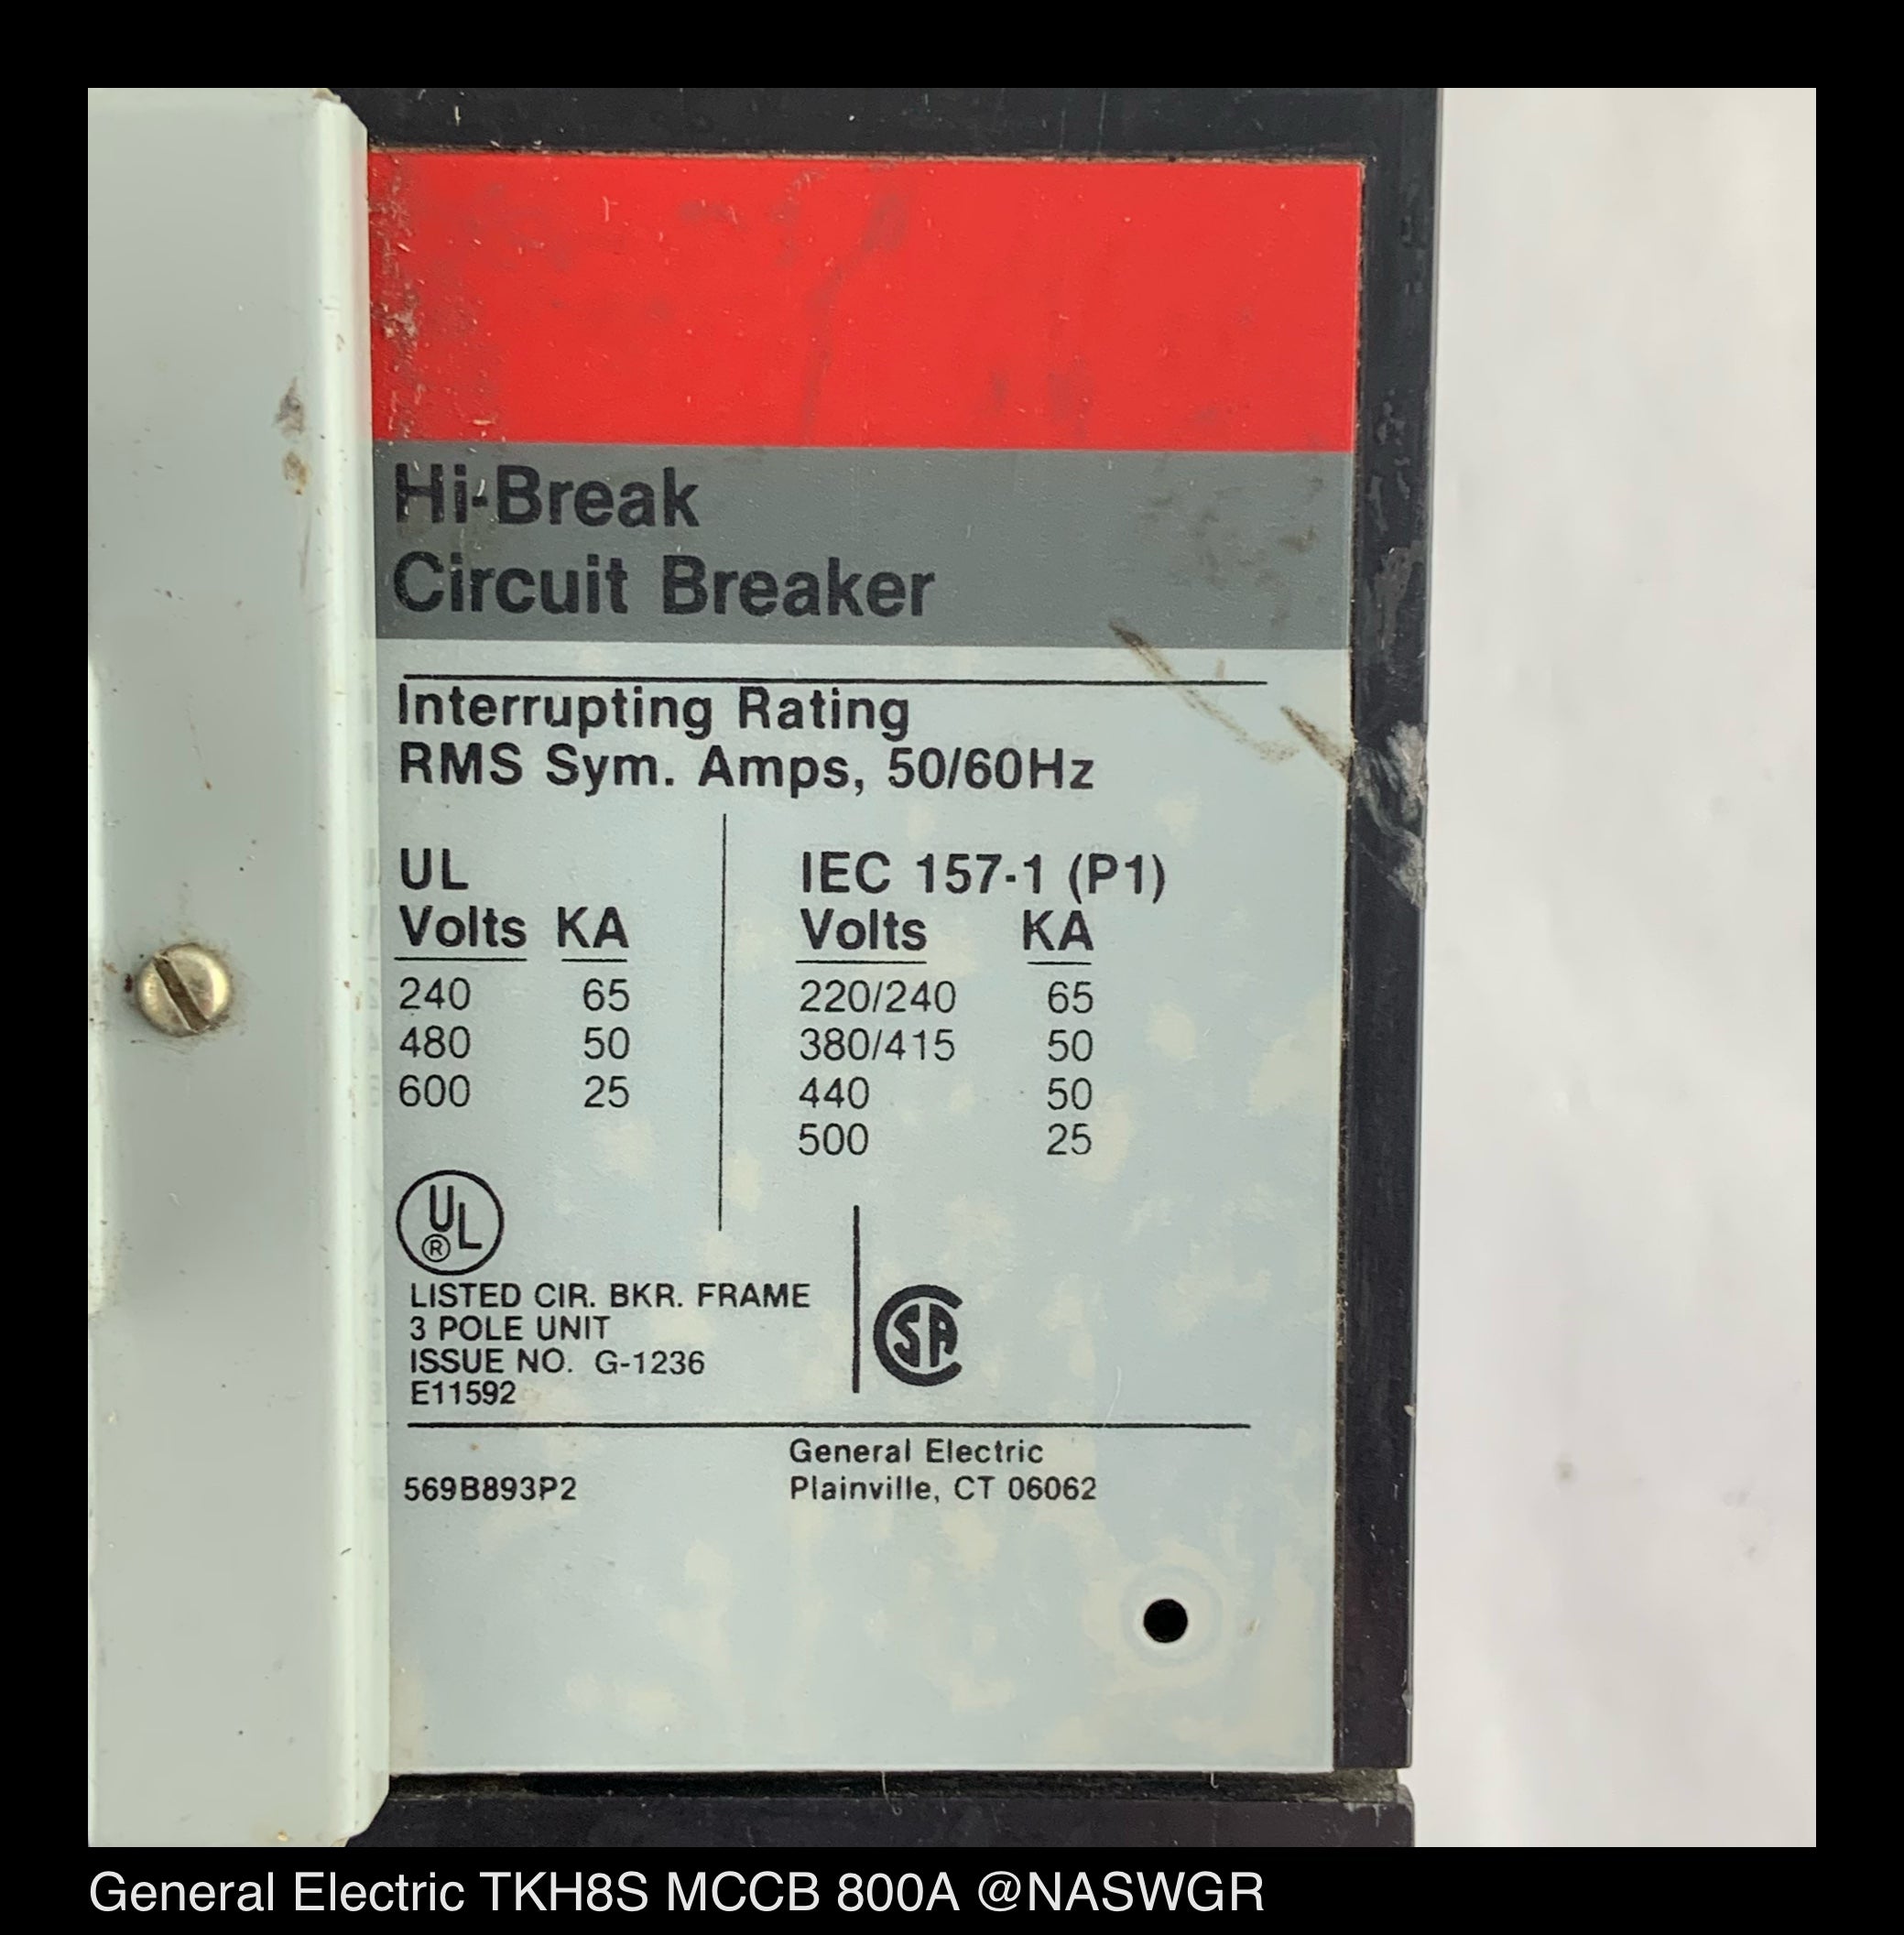 Hi-Break
Circuit Breaker
Interrupting Rating
RMS Sym. Amps, 50/60Hz
UL
Volts KA
240 65
480 50
600 25
IEC 157-1 (P1)
Volts KA
220/240 65
380/415 50
440 50
500 25
UL ®
LISTED CIR. BKR. FRAME
3 POLE UNIT
ISSUE NO. G-1236
E11592
CSA
569B893P2
General Electric
Plainville, CT 06062
General Electric TKH8S MCCB 800A @NASWGR